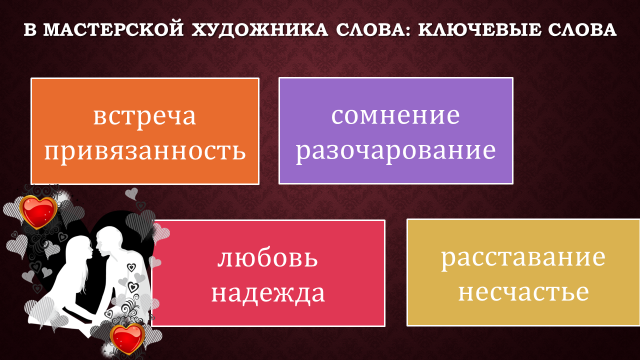 В МАСТЕРСКОЙ ХУДОЖНИКА СЛОВА: КЛЮЧЕВЫЕ СЛОВА
встреча
привязанность
сомнение
разочарование
любовь
надежда
расставание
несчастье